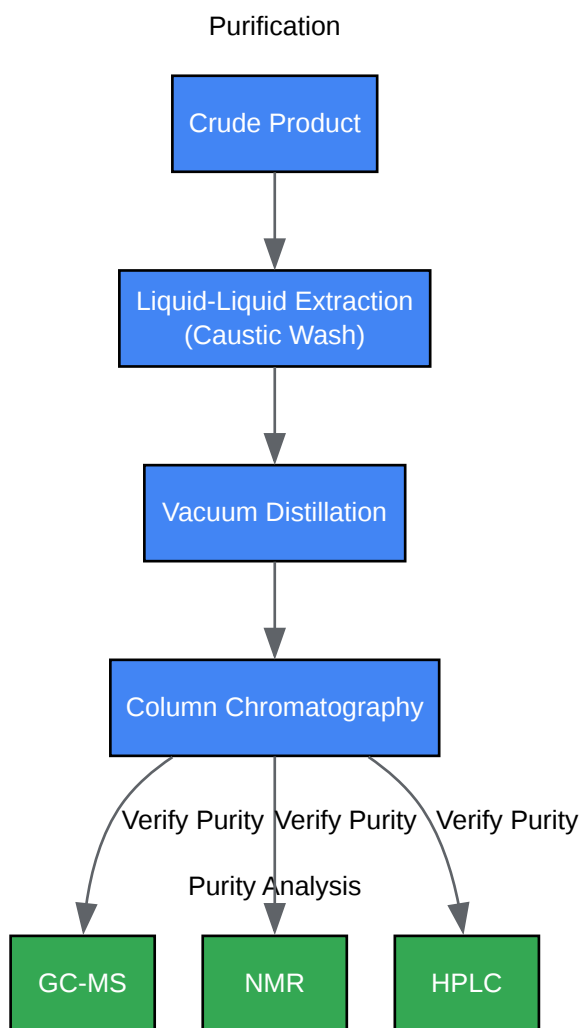 Purification
Crude Product
Liquid-Liquid Extraction
(Caustic Wash)
Vacuum Distillation
Column Chromatography
Verify Purity Verify Purity Verify Purity
Purity Analysis
GC-MS NMR HPLC